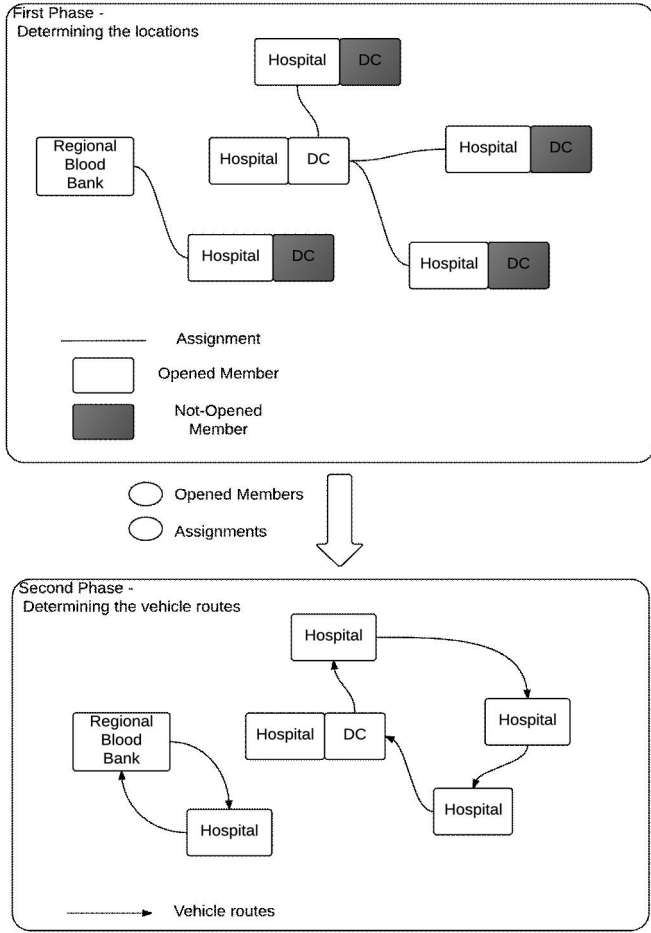 First Phase -
Determining the locations
Hospital DC
Regional
Blood
Bank
Hospital DC
Hospital DC
Hospital DC
Hospital DC
Assignment
Opened Member
Not-Opened
Member
Opened Members
Assignments
Second Phase -
Determining the vehicle routes
Hospital
Regional
Blood
Bank
Hospital DC
Hospital
Hospital
Hospital
Vehicle routes